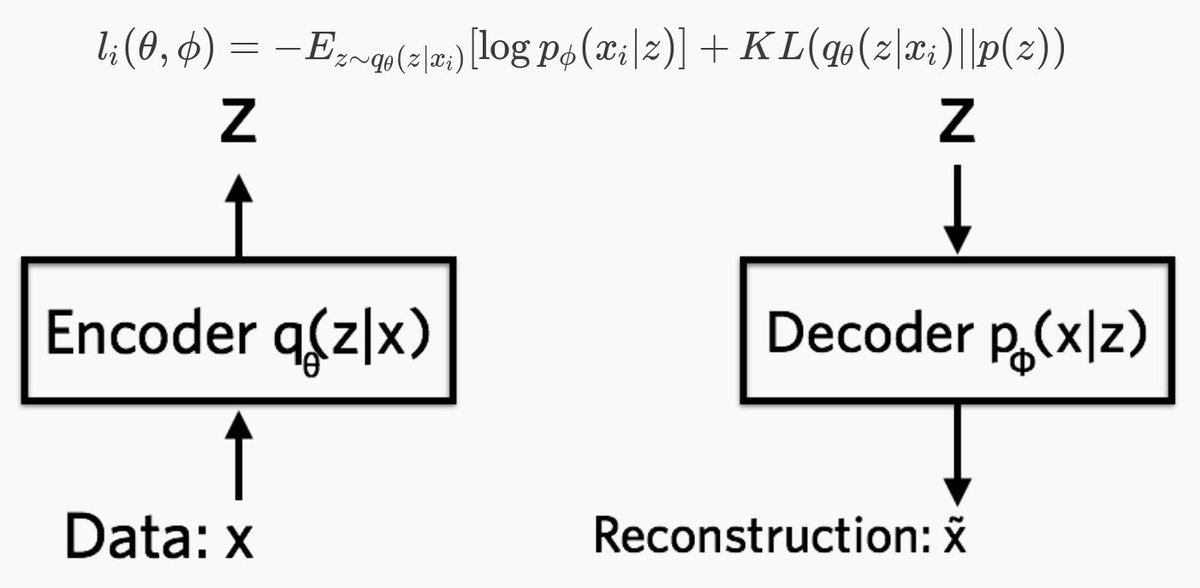 l_i(θ, ϕ) = −E_{z∼q_θ(z|x_i)}[log p_ϕ(x_i|z)] + KL(q_θ(z|x_i)||p(z))
z z
Encoder q_θ(z|x) Decoder p_ϕ(x|z)
Data: x Reconstruction: x̃